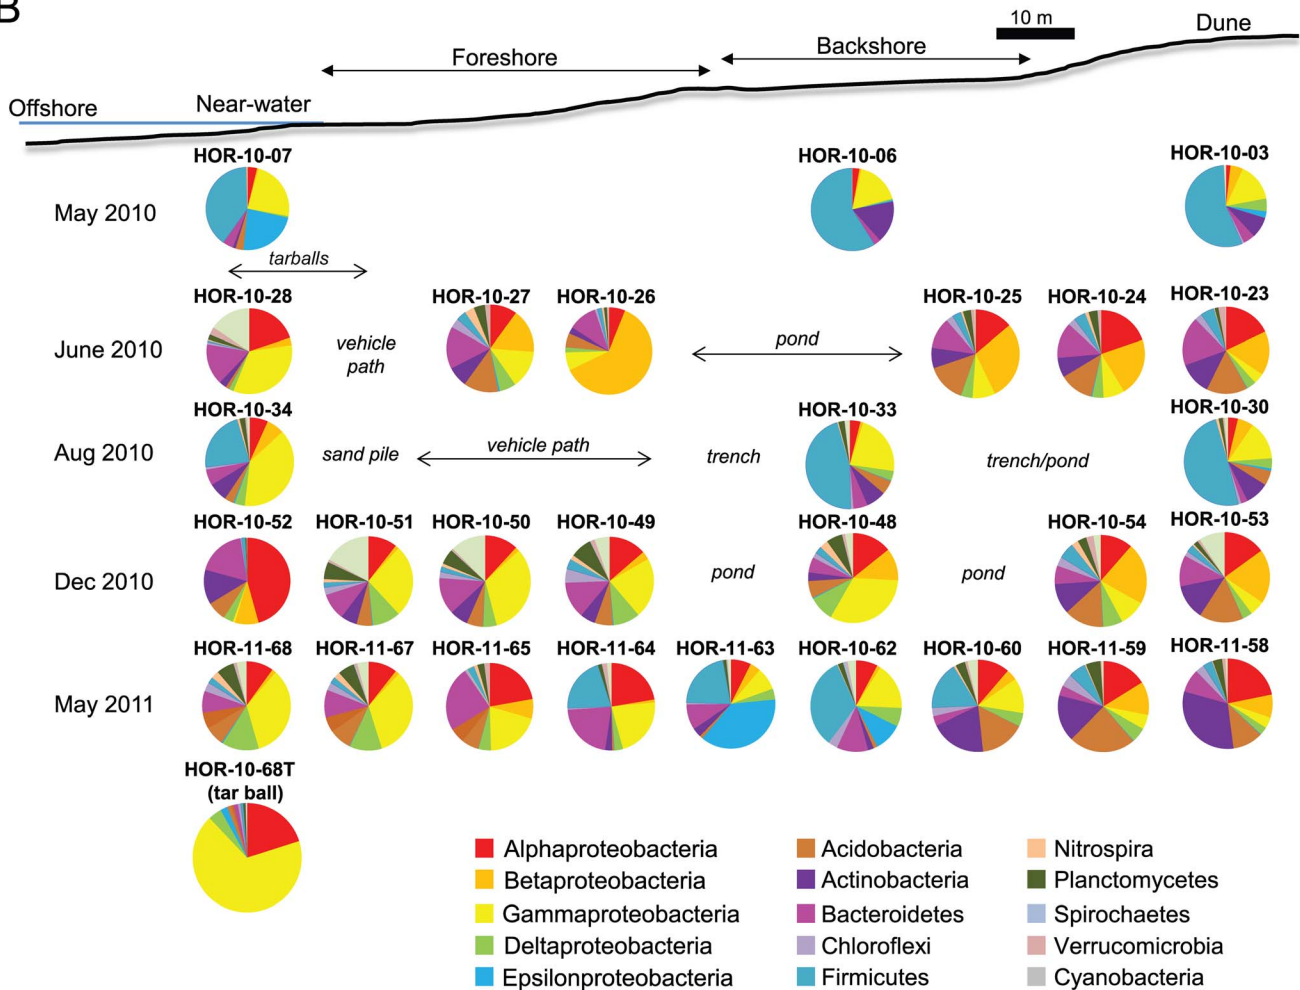 B
10 m
Dune
Foreshore
Backshore
Offshore
Near-water
HOR-10-07
HOR-10-06
HOR-10-03
May 2010
tarballs
HOR-10-28
HOR-10-27
HOR-10-26
HOR-10-25
HOR-10-24
HOR-10-23
June 2010
vehicle
path
pond
HOR-10-34
HOR-10-33
HOR-10-30
Aug 2010
sand pile
vehicle path
trench
trench/pond
HOR-10-52
HOR-10-51
HOR-10-50
HOR-10-49
HOR-10-48
HOR-10-54
HOR-10-53
Dec 2010
pond
pond
HOR-11-68
HOR-11-67
HOR-11-65
HOR-11-64
HOR-11-63
HOR-10-62
HOR-10-60
HOR-11-59
HOR-11-58
May 2011
HOR-10-68T
(tar ball)
Alphaproteobacteria
Betaproteobacteria
Gammaproteobacteria
Deltaproteobacteria
Epsilonproteobacteria
Acidobacteria
Actinobacteria
Bacteroidetes
Chloroflexi
Firmicutes
Nitrospira
Planctomycetes
Spirochaetes
Verrucomicrobia
Cyanobacteria